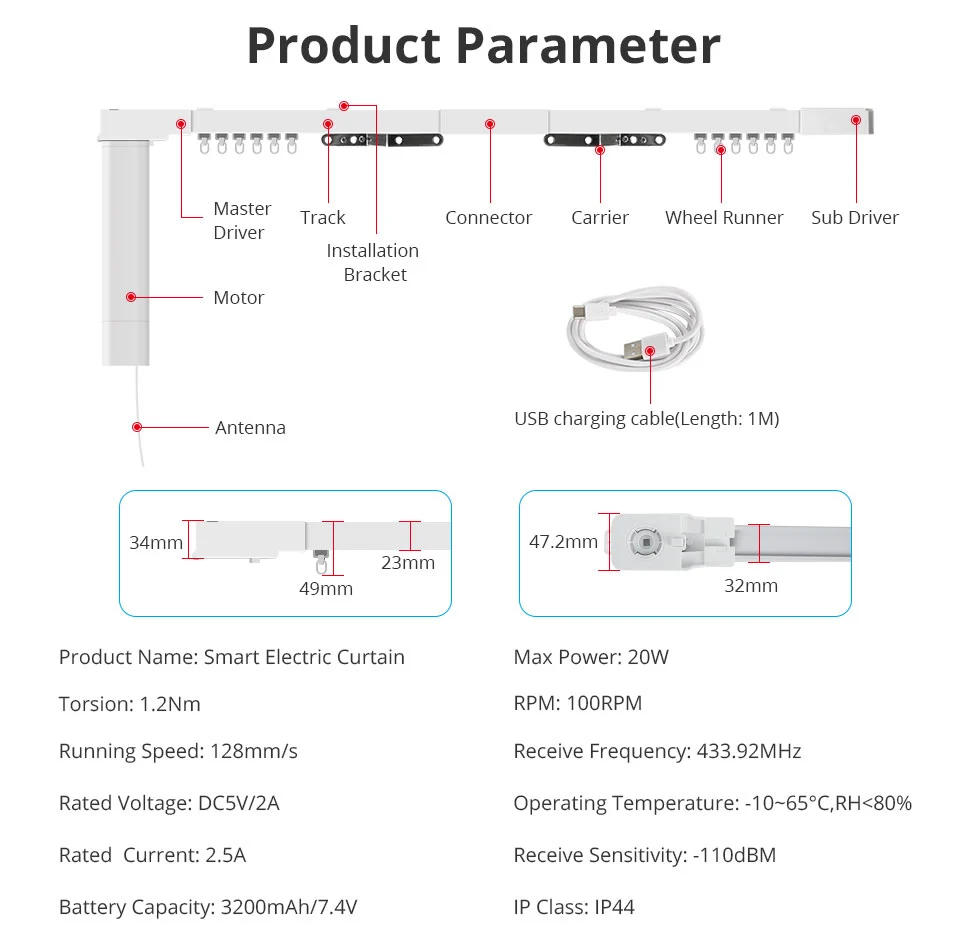 Product Parameter
Master
Driver
Track
Installation
Bracket
Connector
Carrier
Wheel Runner
Sub Driver
Motor
Antenna
USB charging cable(Length: 1M)
34mm
49mm
23mm
47.2mm
32mm
Product Name: Smart Electric Curtain
Max Power: 20W
Torsion: 1.2Nm
RPM: 100RPM
Running Speed: 128mm/s
Receive Frequency: 433.92MHz
Rated Voltage: DC5V/2A
Operating Temperature: -10~65°C,RH<80%
Rated  Current: 2.5A
Receive Sensitivity: -110dBM
Battery Capacity: 3200mAh/7.4V
IP Class: IP44